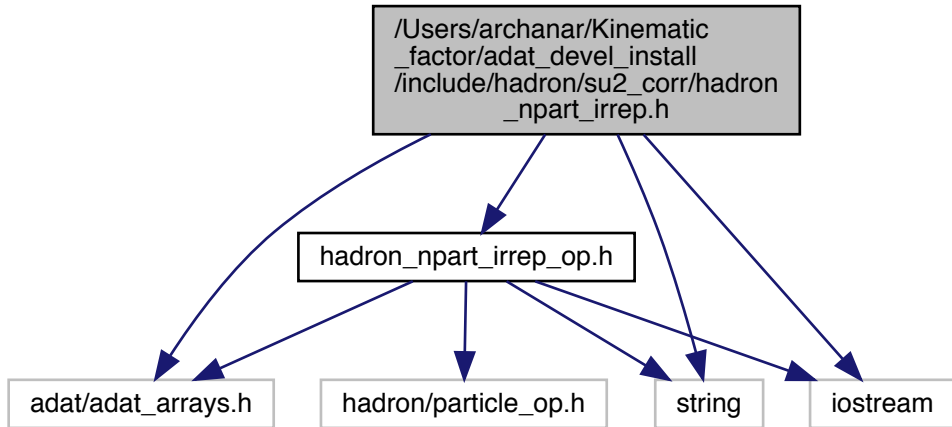 /Users/archanar/Kinematic
_factor/adat_devel_install
/include/hadron/su2_corr/hadron
_npart_irrep.h
hadron_npart_irrep_op.h
adat/adat_arrays.h
hadron/particle_op.h
string
iostream